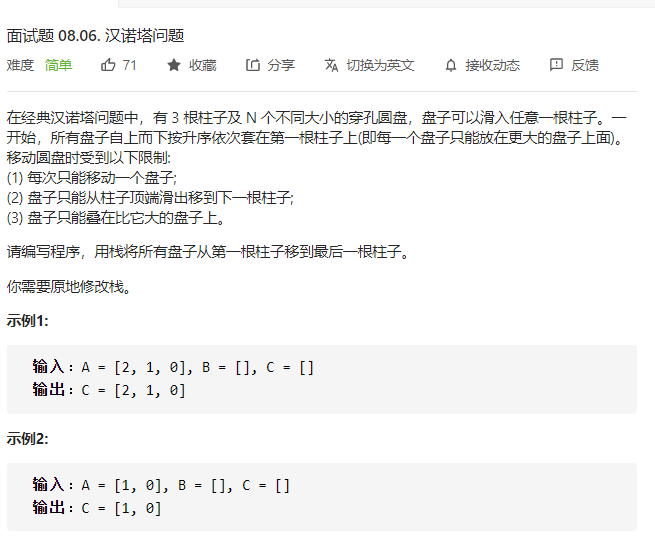 面试题 08.06. 汉诺塔问题
难度 简单 71 收藏 分享 切换为英文 接收动态 反馈
在经典汉诺塔问题中，有 3 根柱子及 N 个不同大小的穿孔圆盘，盘子可以滑入任意一根柱子。一
开始，所有盘子自上而下按升序依次套在第一根柱子上(即每一个盘子只能放在更大的盘子上面)。
移动圆盘时受到以下限制:
(1) 每次只能移动一个盘子;
(2) 盘子只能从柱子顶端滑出移到下一根柱子;
(3) 盘子只能叠在比它大的盘子上。
请编写程序，用栈将所有盘子从第一根柱子移到最后一根柱子。
你需要原地修改栈。
示例1:
输入：A = [2, 1, 0], B = [], C = []
输出：C = [2, 1, 0]
示例2:
输入：A = [1, 0], B = [], C = []
输出：C = [1, 0]